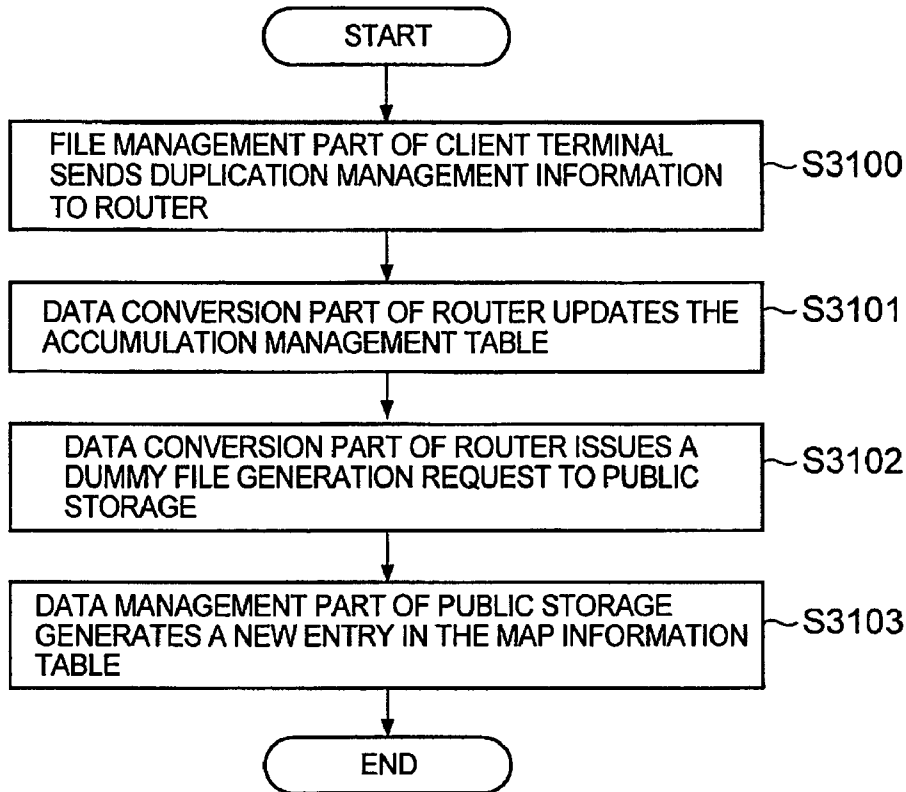 START
FILE MANAGEMENT PART OF CLIENT TERMINAL
SENDS DUPLICATION MANAGEMENT INFORMATION
TO ROUTER
S3100
DATA CONVERSION PART OF ROUTER UPDATES THE
ACCUMULATION MANAGEMENT TABLE
S3101
DATA CONVERSION PART OF ROUTER ISSUES A
DUMMY FILE GENERATION REQUEST TO PUBLIC
STORAGE
S3102
DATA MANAGEMENT PART OF PUBLIC STORAGE
GENERATES A NEW ENTRY IN THE MAP INFORMATION
TABLE
S3103
END